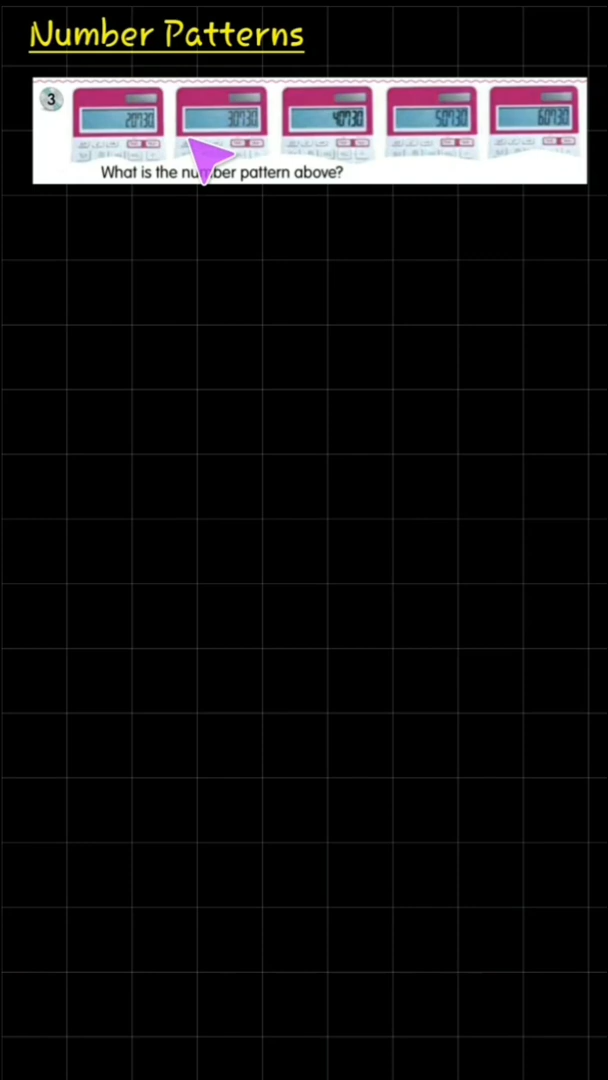 Number Patterns
3
20730. 30730. 40730. 50730. 60730.
What is the number pattern above?